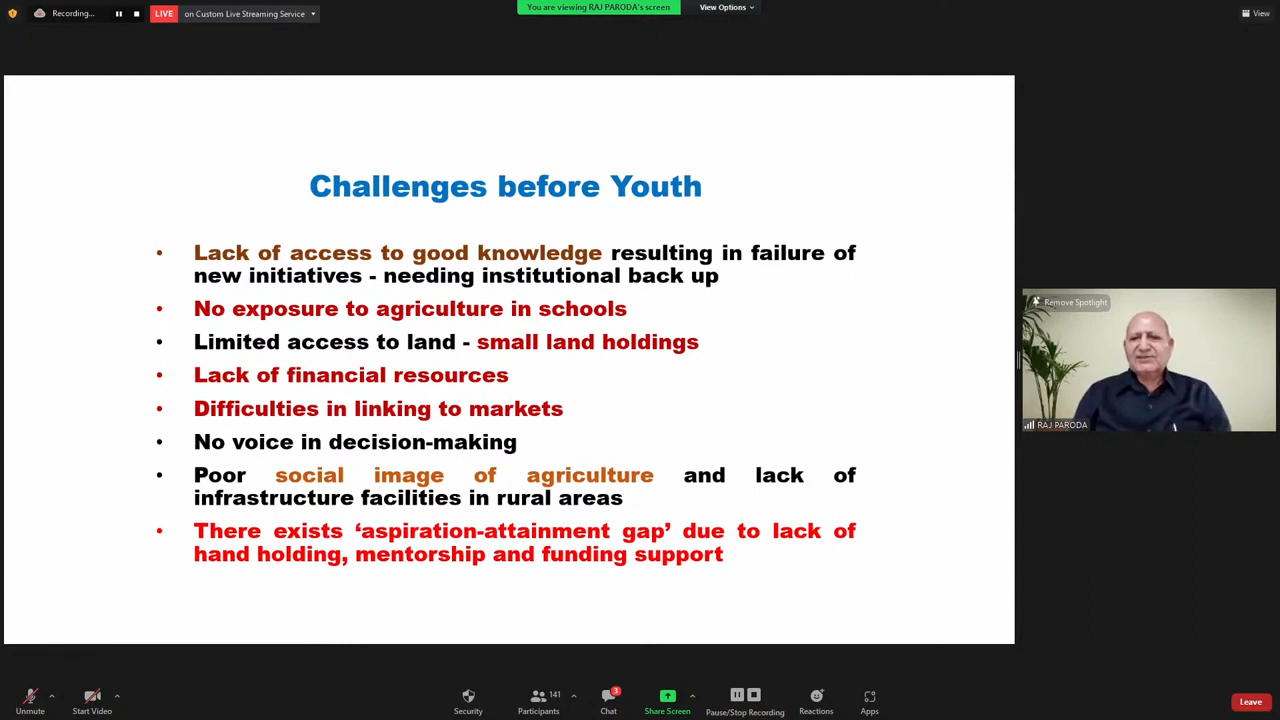 Recording...
LIVE
on Custom Live Streaming Service
You are viewing RAJ PARODA's screen
View Options
View
Challenges before Youth
• Lack of access to good knowledge resulting in failure of
new initiatives - needing institutional back up
• No exposure to agriculture in schools
• Limited access to land - small land holdings
• Lack of financial resources
• Difficulties in linking to markets
• No voice in decision-making
• Poor social image of agriculture and lack of
infrastructure facilities in rural areas
• There exists ‘aspiration-attainment gap’ due to lack of
hand holding, mentorship and funding support
Remove Spotlight
RAJ PARODA
Unmute
Start Video
Security
141
Participants
3
Chat
Share Screen
Pause/Stop Recording
Reactions
Apps
Leave